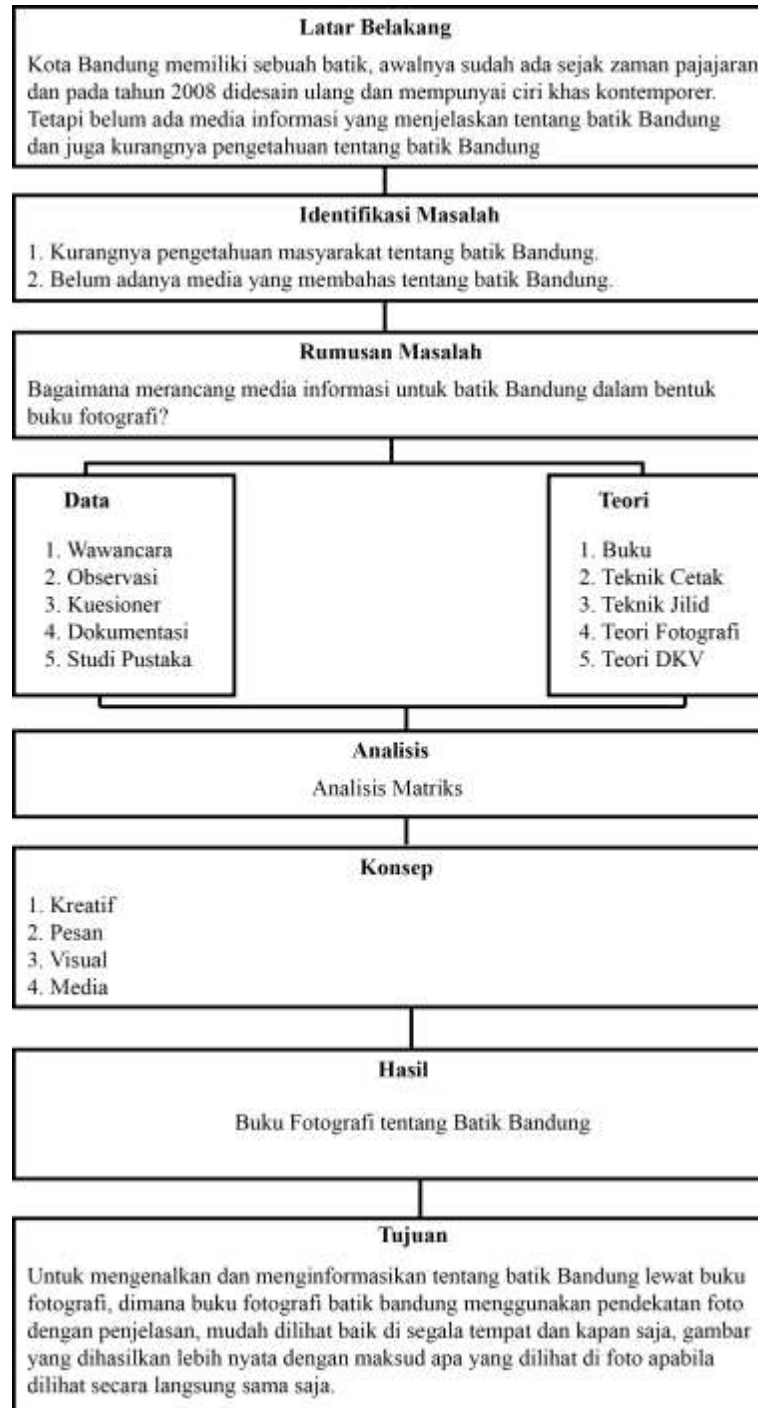 Latar Belakang
Kota Bandung memiliki sebuah batik, awalnya sudah ada sejak zaman pajajaran
dan pada tahun 2008 didesain ulang dan mempunyai ciri khas kontemporer.
Tetapi belum ada media informasi yang menjelaskan tentang batik Bandung
dan juga kurangnya pengetahuan tentang batik Bandung
Identifikasi Masalah
1. Kurangnya pengetahuan masyarakat tentang batik Bandung.
2. Belum adanya media yang membahas tentang batik Bandung.
Rumusan Masalah
Bagaimana merancang media informasi untuk batik Bandung dalam bentuk
buku fotografi?
Data
1. Wawancara
2. Observasi
3. Kuesioner
4. Dokumentasi
5. Studi Pustaka
Teori
1. Buku
2. Teknik Cetak
3. Teknik Jilid
4. Teori Fotografi
5. Teori DKV
Analisis
Analisis Matriks
Konsep
1. Kreatif
2. Pesan
3. Visual
4. Media
Hasil
Buku Fotografi tentang Batik Bandung
Tujuan
Untuk mengenalkan dan menginformasikan tentang batik Bandung lewat buku
fotografi, dimana buku fotografi batik bandung menggunakan pendekatan foto
dengan penjelasan, mudah dilihat baik di segala tempat dan kapan saja, gambar
yang dihasilkan lebih nyata dengan maksud apa yang dilihat di foto apabila
dilihat secara langsung sama saja.